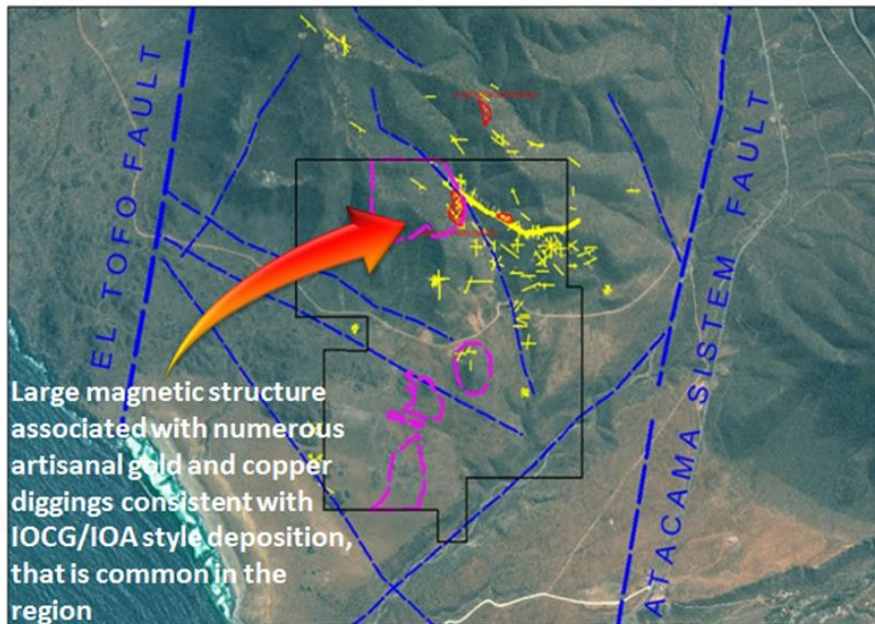 EL TOFO FAULT
ATACAMA SISTEM FAULT
Large magnetic structure
associated with numerous
artisanal gold and copper
diggings consistent with
IOCG/IOA style deposition,
that is common in the
region